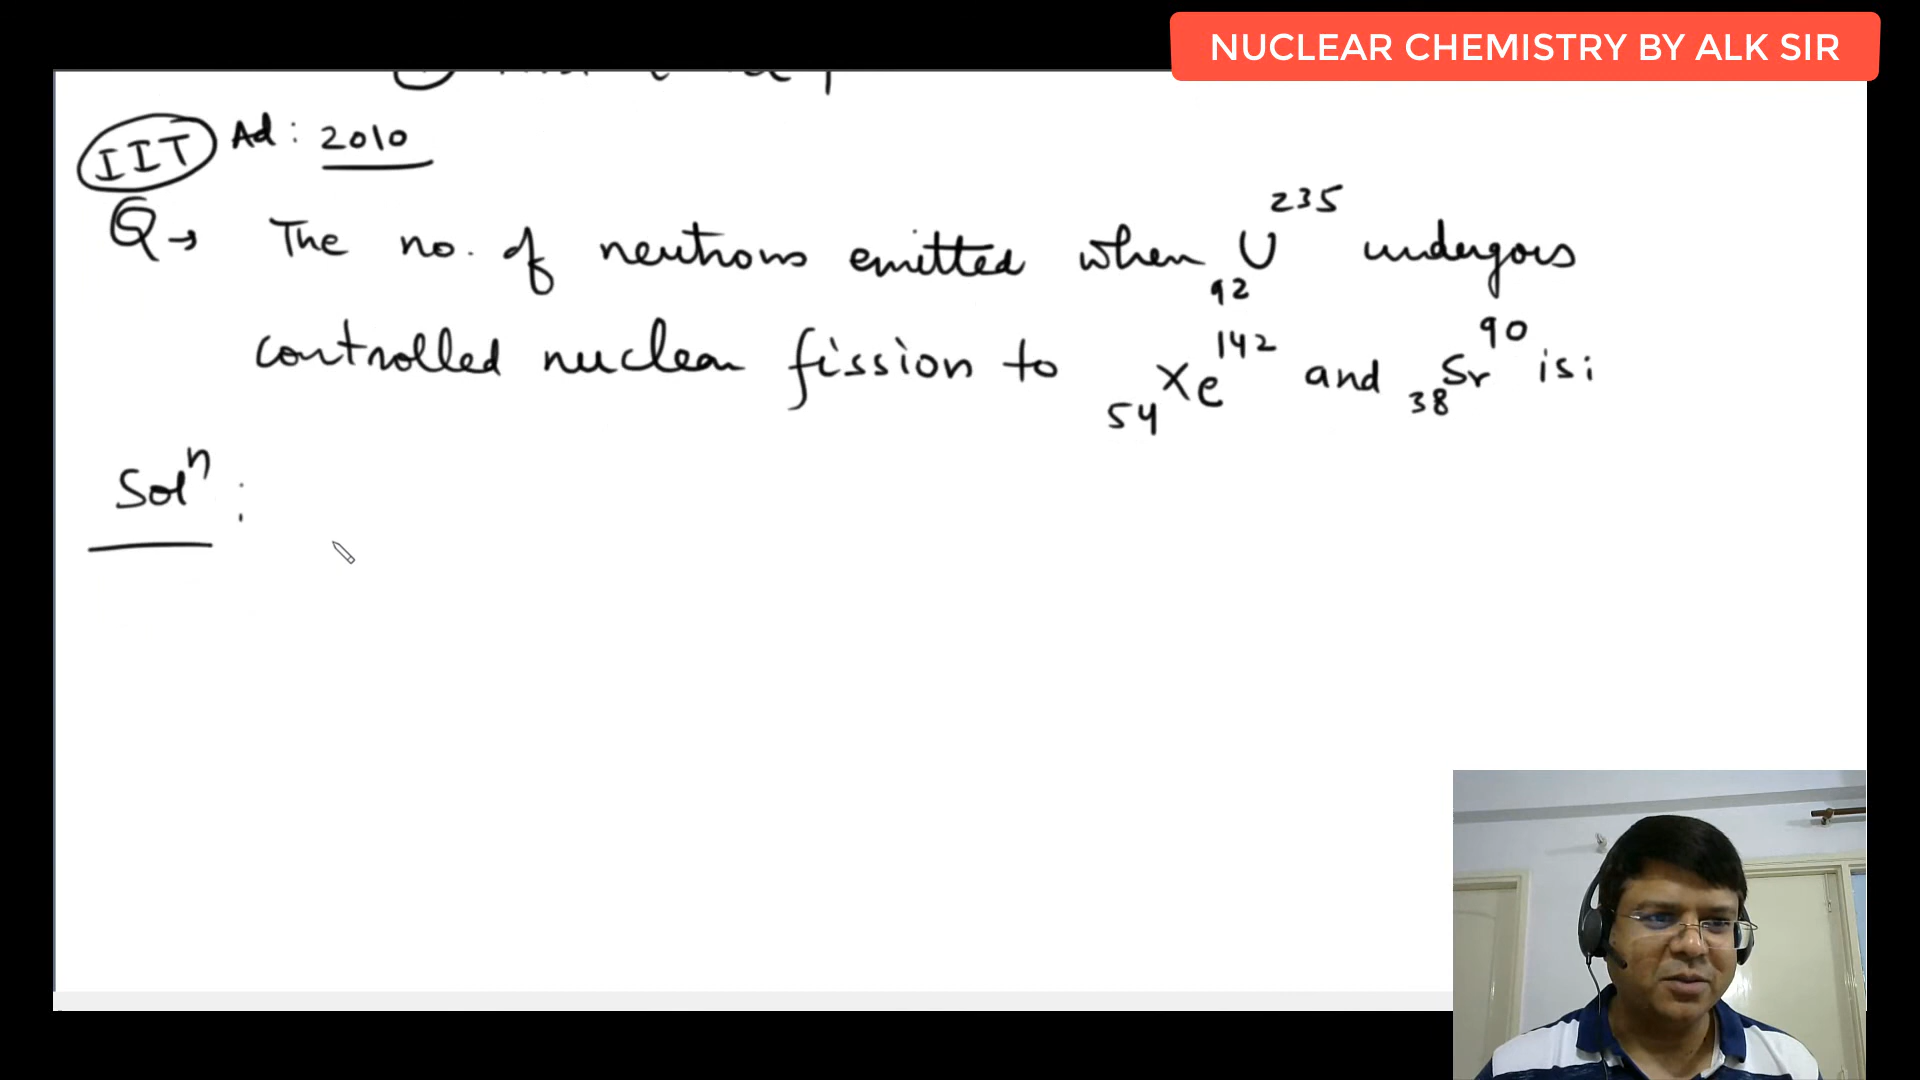 NUCLEAR CHEMISTRY BY ALK SIR
IIT Ad: 2010
Q→ The no. of neutrons emitted when ₉₂U²³⁵ undergoes
controlled nuclear fission to ₅₄Xe¹⁴² and ₃₈Sr⁹⁰ is:
Solⁿ: